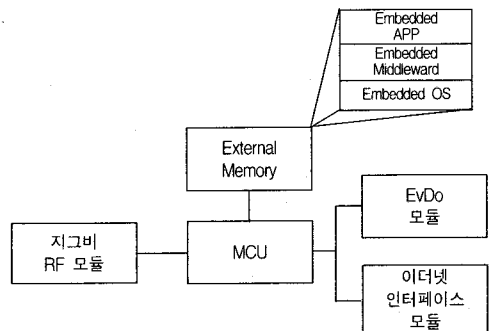 Embedded
APP
Embedded
Middleward
Embedded OS
External
Memory
EvDo
모듈
지그비
RF 모듈
MCU
이더넷
인터페이스
모듈